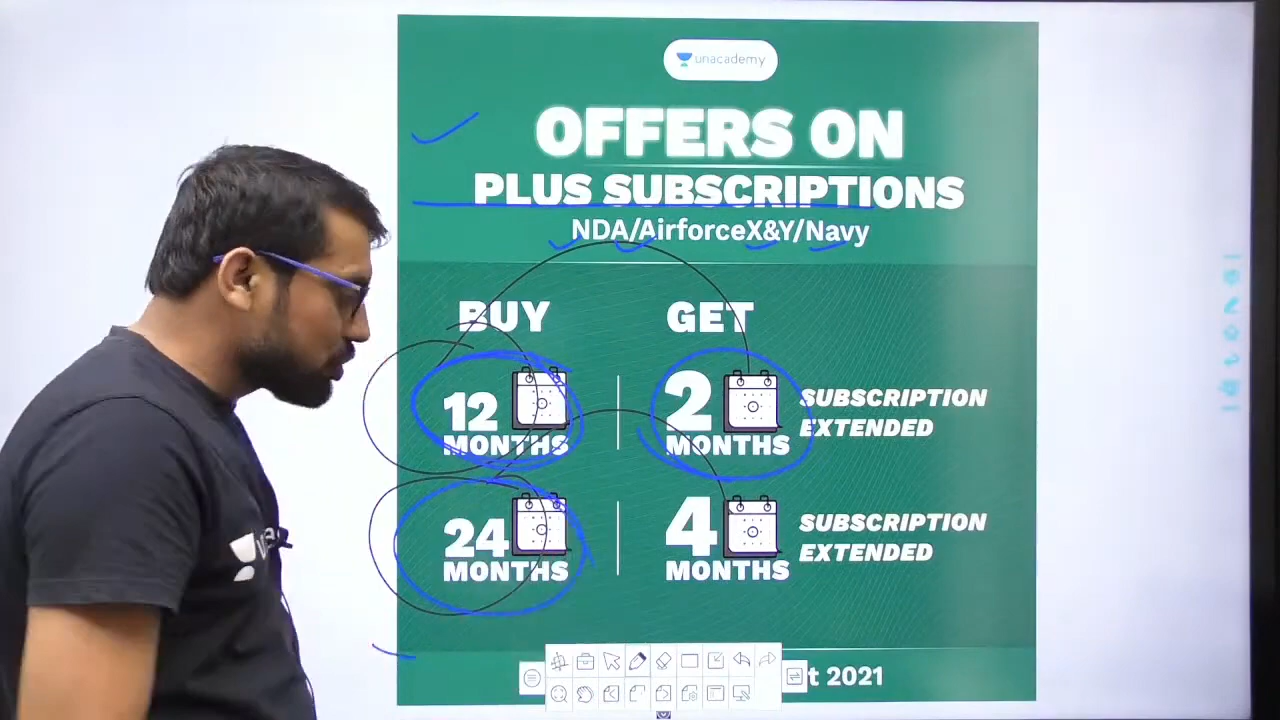 unacademy
OFFERS ON
PLUS SUBSCRIPTIONS
NDA/AirforceX&Y/Navy
BUY
GET
12
MONTHS
2
MONTHS
SUBSCRIPTION
EXTENDED
24
MONTHS
4
MONTHS
SUBSCRIPTION
EXTENDED
2021